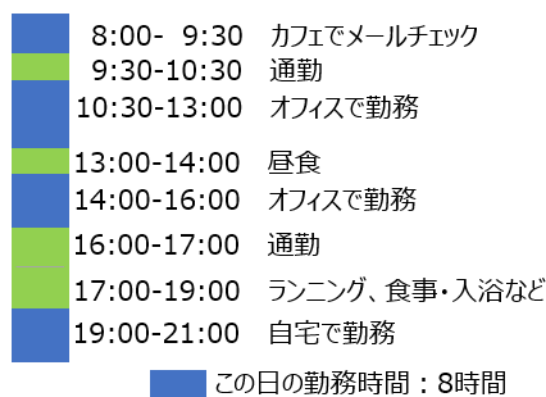 8:00- 9:30 カフェでメールチェック
9:30-10:30 通勤
10:30-13:00 オフィスで勤務
13:00-14:00 昼食
14:00-16:00 オフィスで勤務
16:00-17:00 通勤
17:00-19:00 ランニング、食事・入浴など
19:00-21:00 自宅で勤務
この日の勤務時間：8時間